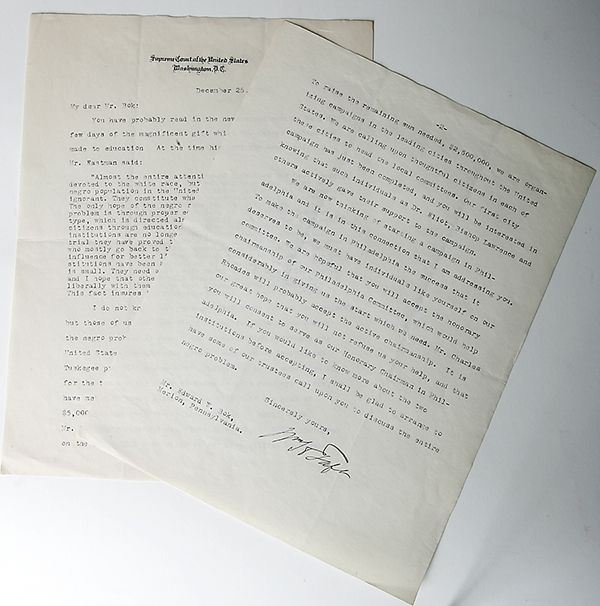 Supreme Court of the United States
Washington, D.C.
December 25,
My dear Mr. Bok:
You have probably read in the new
few days of the magnificent gift whi
made to education At the time his
Mr. Eastman said:
"Almost the entire attenti
devoted to the white race, but
negro population in the United
ignorant. They constitute
The only hope of the negro r
problem is through proper e
type, which is directed al
citizens through education
institutions are no longe
trial they have proved t
who mostly go back to t
influence for better l
stitutions have been
is small. They need
and I hope that othe
liberally with them
This fact insures
I do not kn
but those of us
the negro prob
United State
Tuskegee
for the
have
$5,000
Mr.
on the
-2-
To raise the remaining sum needed, $2,500,000, we are organ-
izing campaigns in the leading cities throughout the United
States. We are calling upon thoughtful citizens in each of
these cities to head the local committees. Our first city
campaign has just been completed, and you will be interested in
knowing that such individuals as Dr. Eliot, Bishop Lawrence and
others actively gave their support to the campaign.
We are now thinking of starting a campaign in Phil-
adelphia and it is in this connection that I am addressing you.
To make the campaign in Philadelphia the success that it
deserves to be, we must have individuals like yourself on our
committee. We are hopeful that you will accept the honorary
chairmanship of our Philadelphia Committee, which would help
considerably in giving us the start which we need. Mr. Charles
Rhoades will probably accept the active chairmanship. It is
our great hope that you will not refuse us your help, and that
you will consent to serve as our Honorary Chairman in Phil-
adelphia. If you would like to know more about the two
institutions before accepting, I shall be glad to arrange to
have some of our trustees call upon you to discuss the entire
negro problem.
Sincerely yours,
Wm H Taft
Mr. Edward T. Bok,
Merion, Pennsylvania.